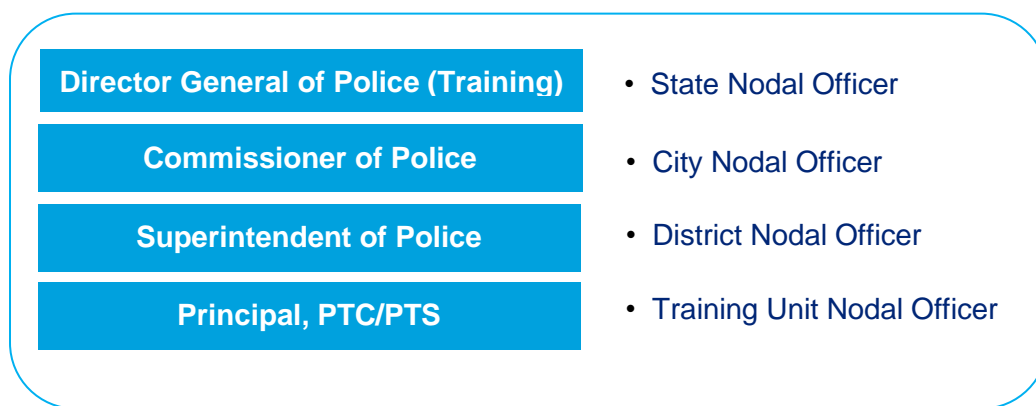 Director General of Police (Training)
• State Nodal Officer
Commissioner of Police
• City Nodal Officer
Superintendent of Police
• District Nodal Officer
Principal, PTC/PTS
• Training Unit Nodal Officer